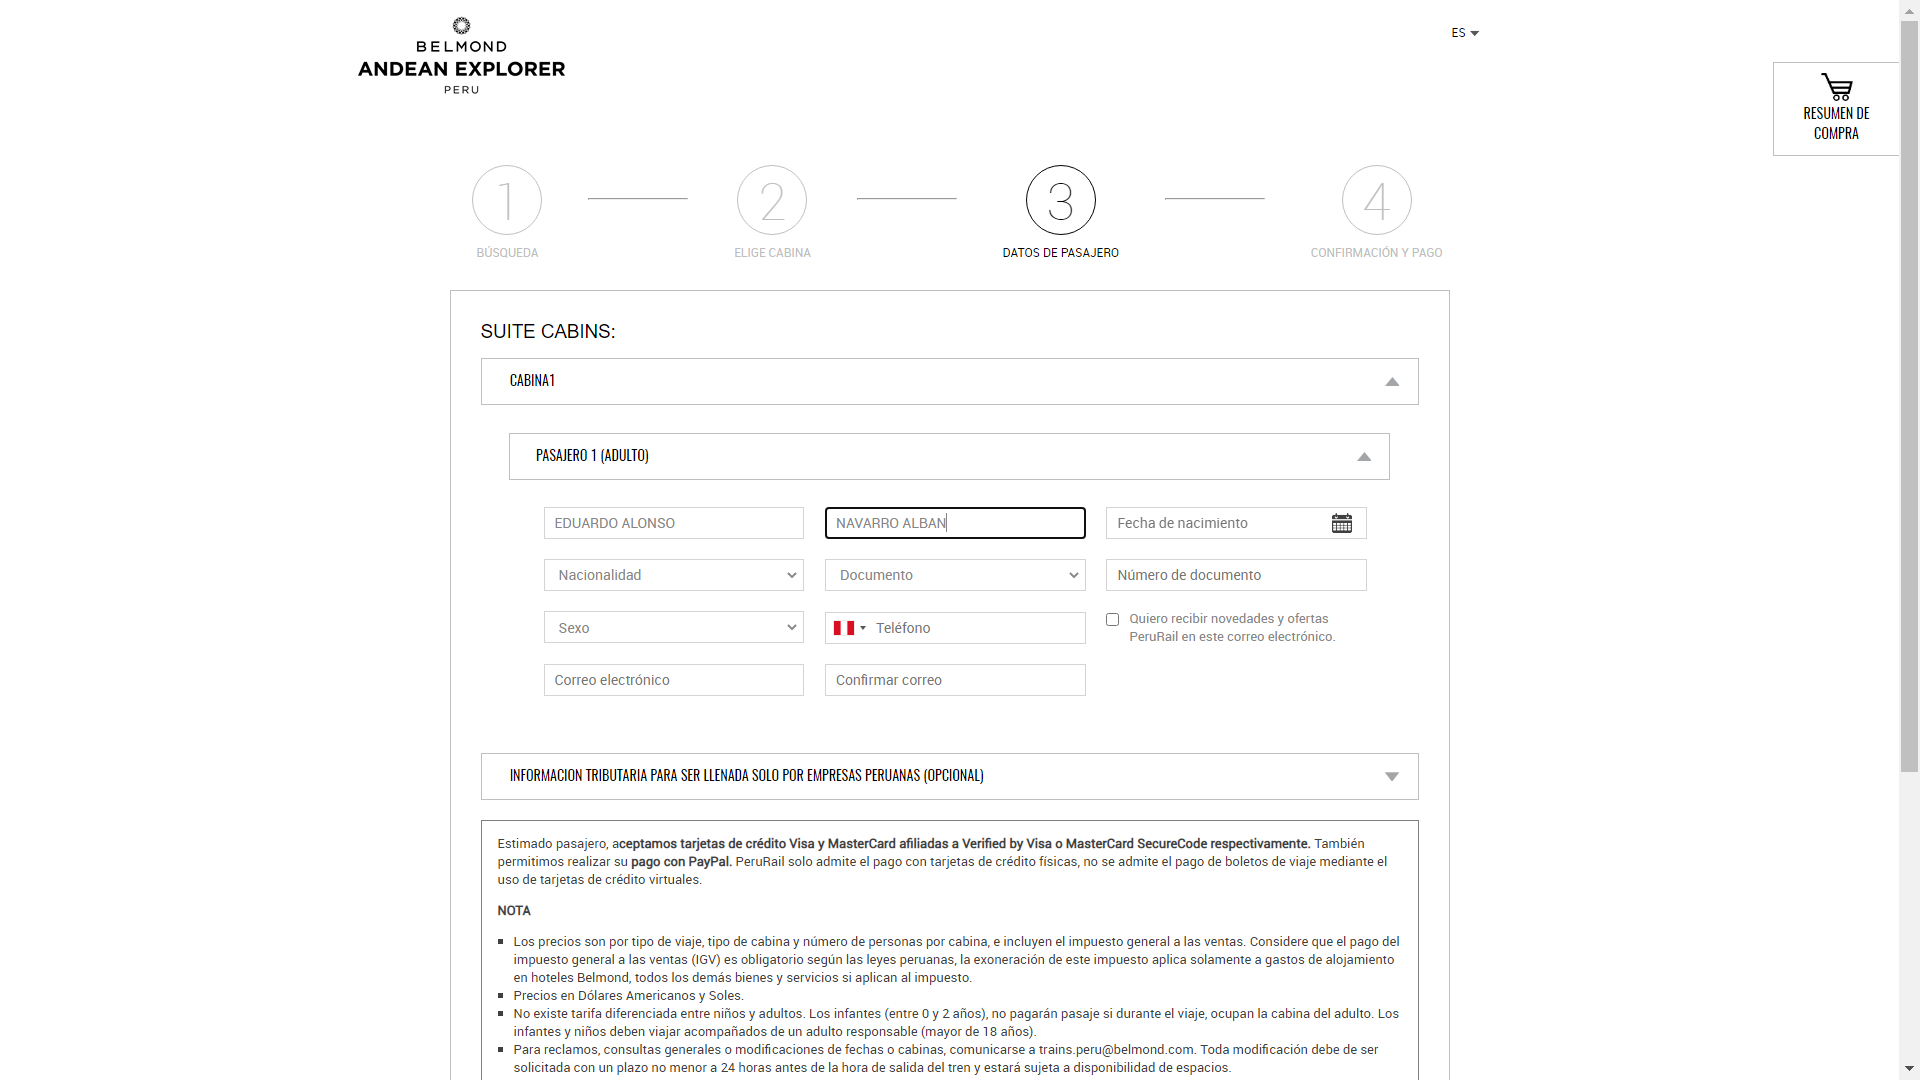 BELMOND
ANDEAN EXPLORER
PERU
ES
RESUMEN DE
COMPRA
1
2
3
4
BÚSQUEDA
ELIGE CABINA
DATOS DE PASAJERO
CONFIRMACIÓN Y PAGO
SUITE CABINS:
CABINA1
PASAJERO 1 (ADULTO)
EDUARDO ALONSO
NAVARRO ALBAN
Fecha de nacimiento
Nacionalidad
Documento
Número de documento
Sexo
Teléfono
Quiero recibir novedades y ofertas
PeruRail en este correo electrónico.
Correo electrónico
Confirmar correo
INFORMACION TRIBUTARIA PARA SER LLENADA SOLO POR EMPRESAS PERUANAS (OPCIONAL)
Estimado pasajero, aceptamos tarjetas de crédito Visa y MasterCard afiliadas a Verified by Visa o MasterCard SecureCode respectivamente. También
permitimos realizar su pago con PayPal. PeruRail solo admite el pago con tarjetas de crédito físicas, no se admite el pago de boletos de viaje mediante el
uso de tarjetas de crédito virtuales.
NOTA
Los precios son por tipo de viaje, tipo de cabina y número de personas por cabina, e incluyen el impuesto general a las ventas. Considere que el pago del
impuesto general a las ventas (IGV) es obligatorio según las leyes peruanas, la exoneración de este impuesto aplica solamente a gastos de alojamiento
en hoteles Belmond, todos los demás bienes y servicios si aplican al impuesto.
Precios en Dólares Americanos y Soles.
No existe tarifa diferenciada entre niños y adultos. Los infantes (entre 0 y 2 años), no pagarán pasaje si durante el viaje, ocupan la cabina del adulto. Los
infantes y niños deben viajar acompañados de un adulto responsable (mayor de 18 años).
Para reclamos, consultas generales o modificaciones de fechas o cabinas, comunicarse a trains.peru@belmond.com. Toda modificación debe de ser
solicitada con un plazo no menor a 24 horas antes de la hora de salida del tren y estará sujeta a disponibilidad de espacios.